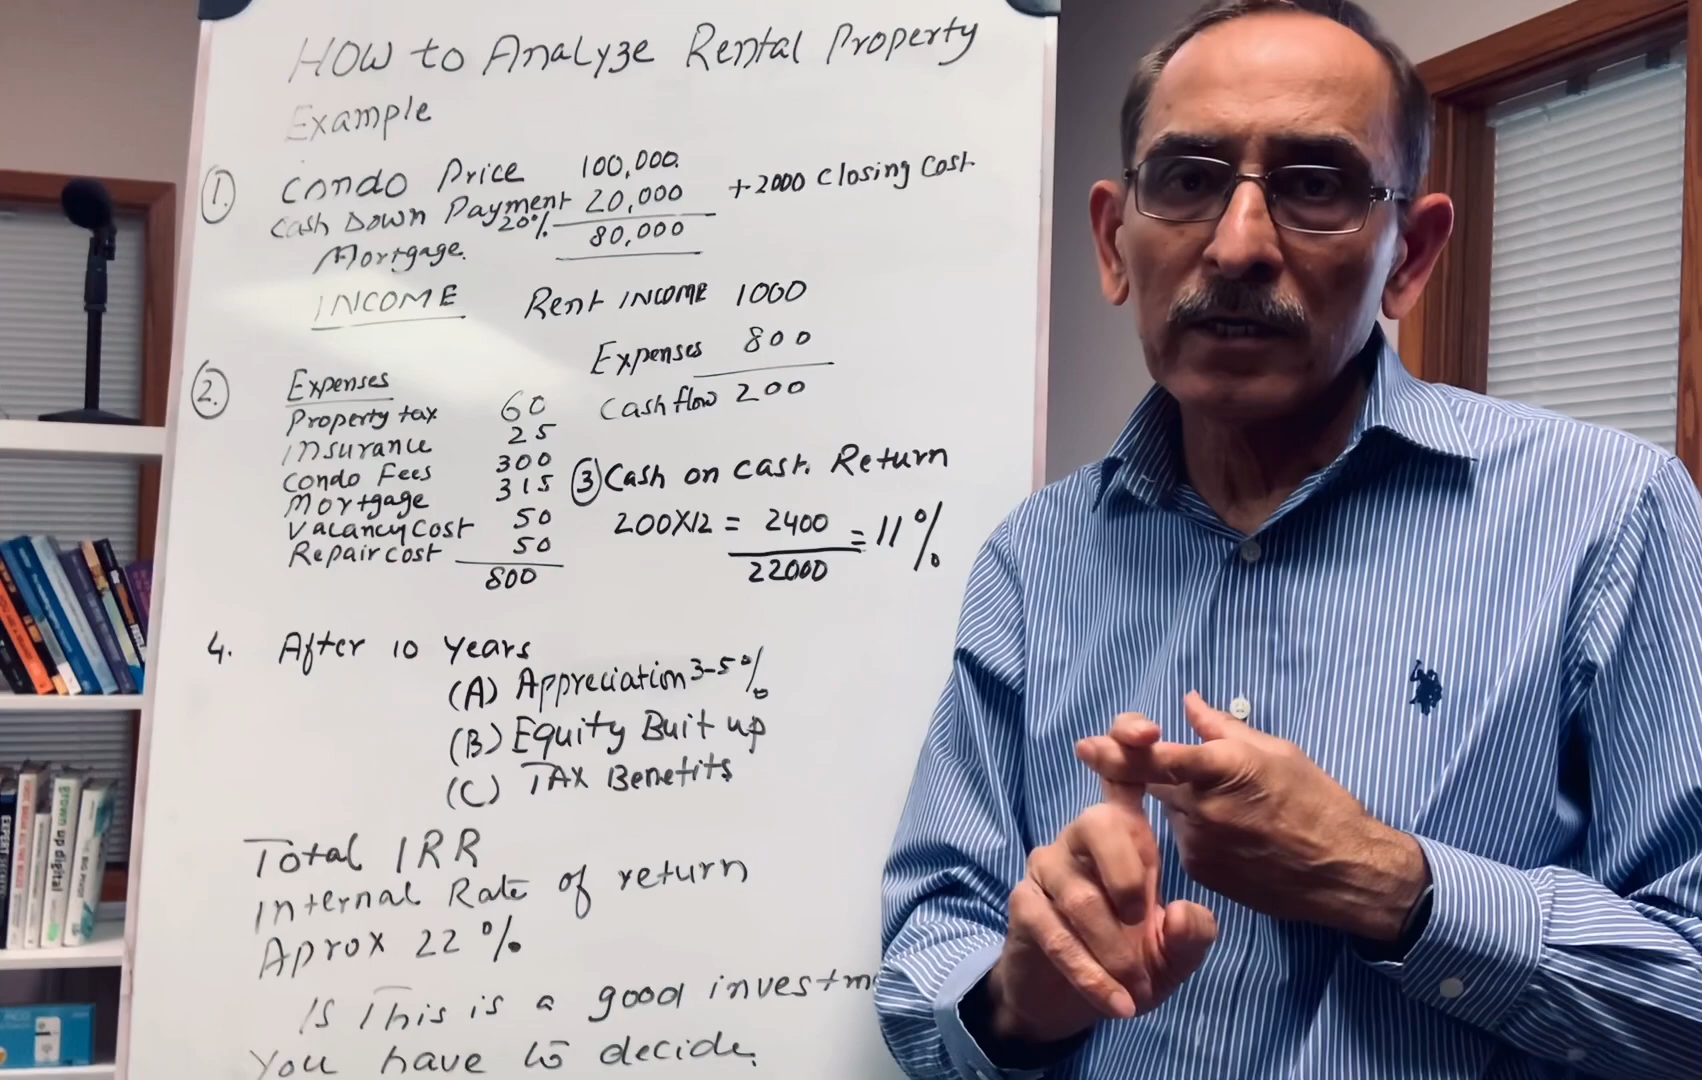 How to Analyze Rental Property
Example
1. Condo Price 100,000.
Cash Down Payment 20,000 + 2000 Closing Cost
20%
Mortgage. 80,000
INCOME Rent INCOME 1000
Expenses 800
Cash flow 200
2. Expenses
Property tax 60
Insurance 25
Condo Fees 300
Mortgage 315
Vacancy Cost 50
Repair cost 50
800
3 Cash on cash. Return
200X12 = 2400 = 11%
22000
4. After 10 years
(A) Appreciation 3-5%
(B) Equity Buit up
(C) TAX Benefits
Total IRR
Internal Rate of return
Aprox 22%
Is This is a good investm
You have to decide.
grown up digital